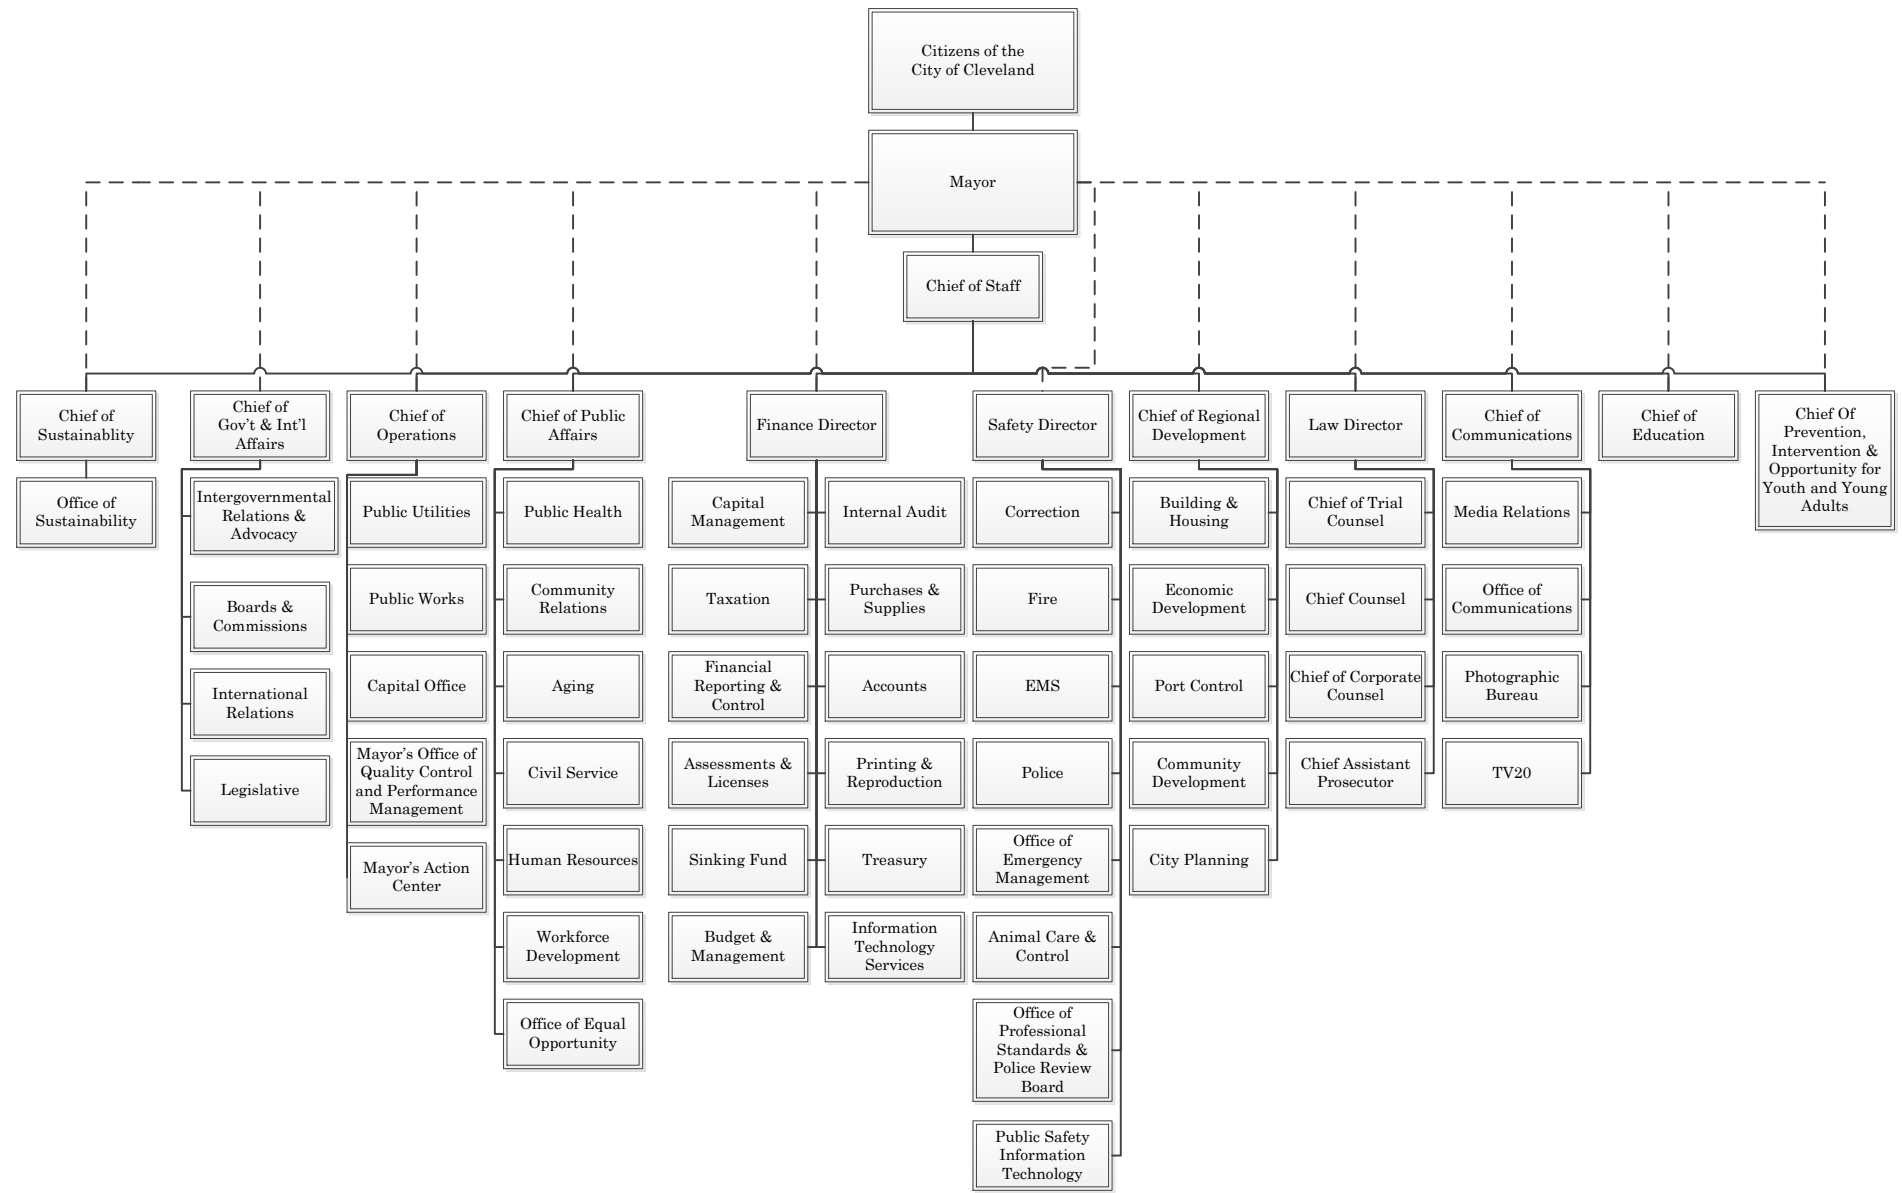 Citizens of the
City of Cleveland
Mayor
Chief of Staff
Chief of
Sustainablity
Office of
Sustainability
Chief of
Gov't & Int'l
Affairs
Intergovernmental
Relations &
Advocacy
Boards &
Commissions
International
Relations
Legislative
Chief of
Operations
Public Utilities
Public Works
Capital Office
Mayor's Office of
Quality Control
and Performance
Management
Mayor's Action
Center
Chief of Public
Affairs
Public Health
Community
Relations
Aging
Civil Service
Human Resources
Workforce
Development
Office of Equal
Opportunity
Finance Director
Capital
Management
Taxation
Financial
Reporting &
Control
Assessments &
Licenses
Sinking Fund
Budget &
Management
Internal Audit
Purchases &
Supplies
Accounts
Printing &
Reproduction
Treasury
Information
Technology
Services
Safety Director
Correction
Fire
EMS
Police
Office of
Emergency
Management
Animal Care &
Control
Office of
Professional
Standards &
Police Review
Board
Public Safety
Information
Technology
Chief of Regional
Development
Building &
Housing
Economic
Development
Port Control
Community
Development
City Planning
Law Director
Chief of Trial
Counsel
Chief Counsel
Chief of Corporate
Counsel
Chief Assistant
Prosecutor
Chief of
Communications
Media Relations
Office of
Communications
Photographic
Bureau
TV20
Chief of
Education
Chief Of
Prevention,
Intervention &
Opportunity for
Youth and Young
Adults